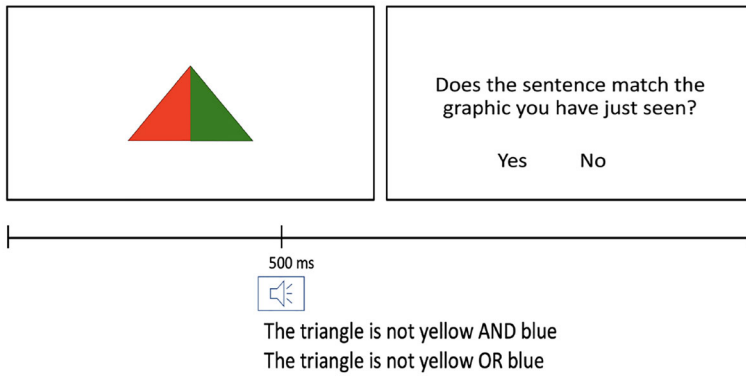 Does the sentence match the
graphic you have just seen?
Yes No
500 ms
The triangle is not yellow AND blue
The triangle is not yellow OR blue